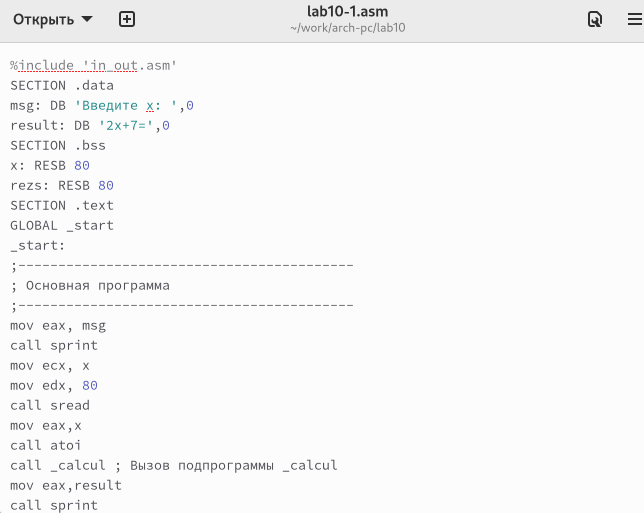 Открыть
lab10-1.asm
~/work/arch-pc/lab10
%include 'in_out.asm'
SECTION .data
msg: DB 'Введите x: ',0
result: DB '2x+7=',0
SECTION .bss
x: RESB 80
rezs: RESB 80
SECTION .text
GLOBAL _start
_start:
;------------------------------------------
; Основная программа
;------------------------------------------
mov eax, msg
call sprint
mov ecx, x
mov edx, 80
call sread
mov eax,x
call atoi
call _calcul ; Вызов подпрограммы _calcul
mov eax,result
call sprint